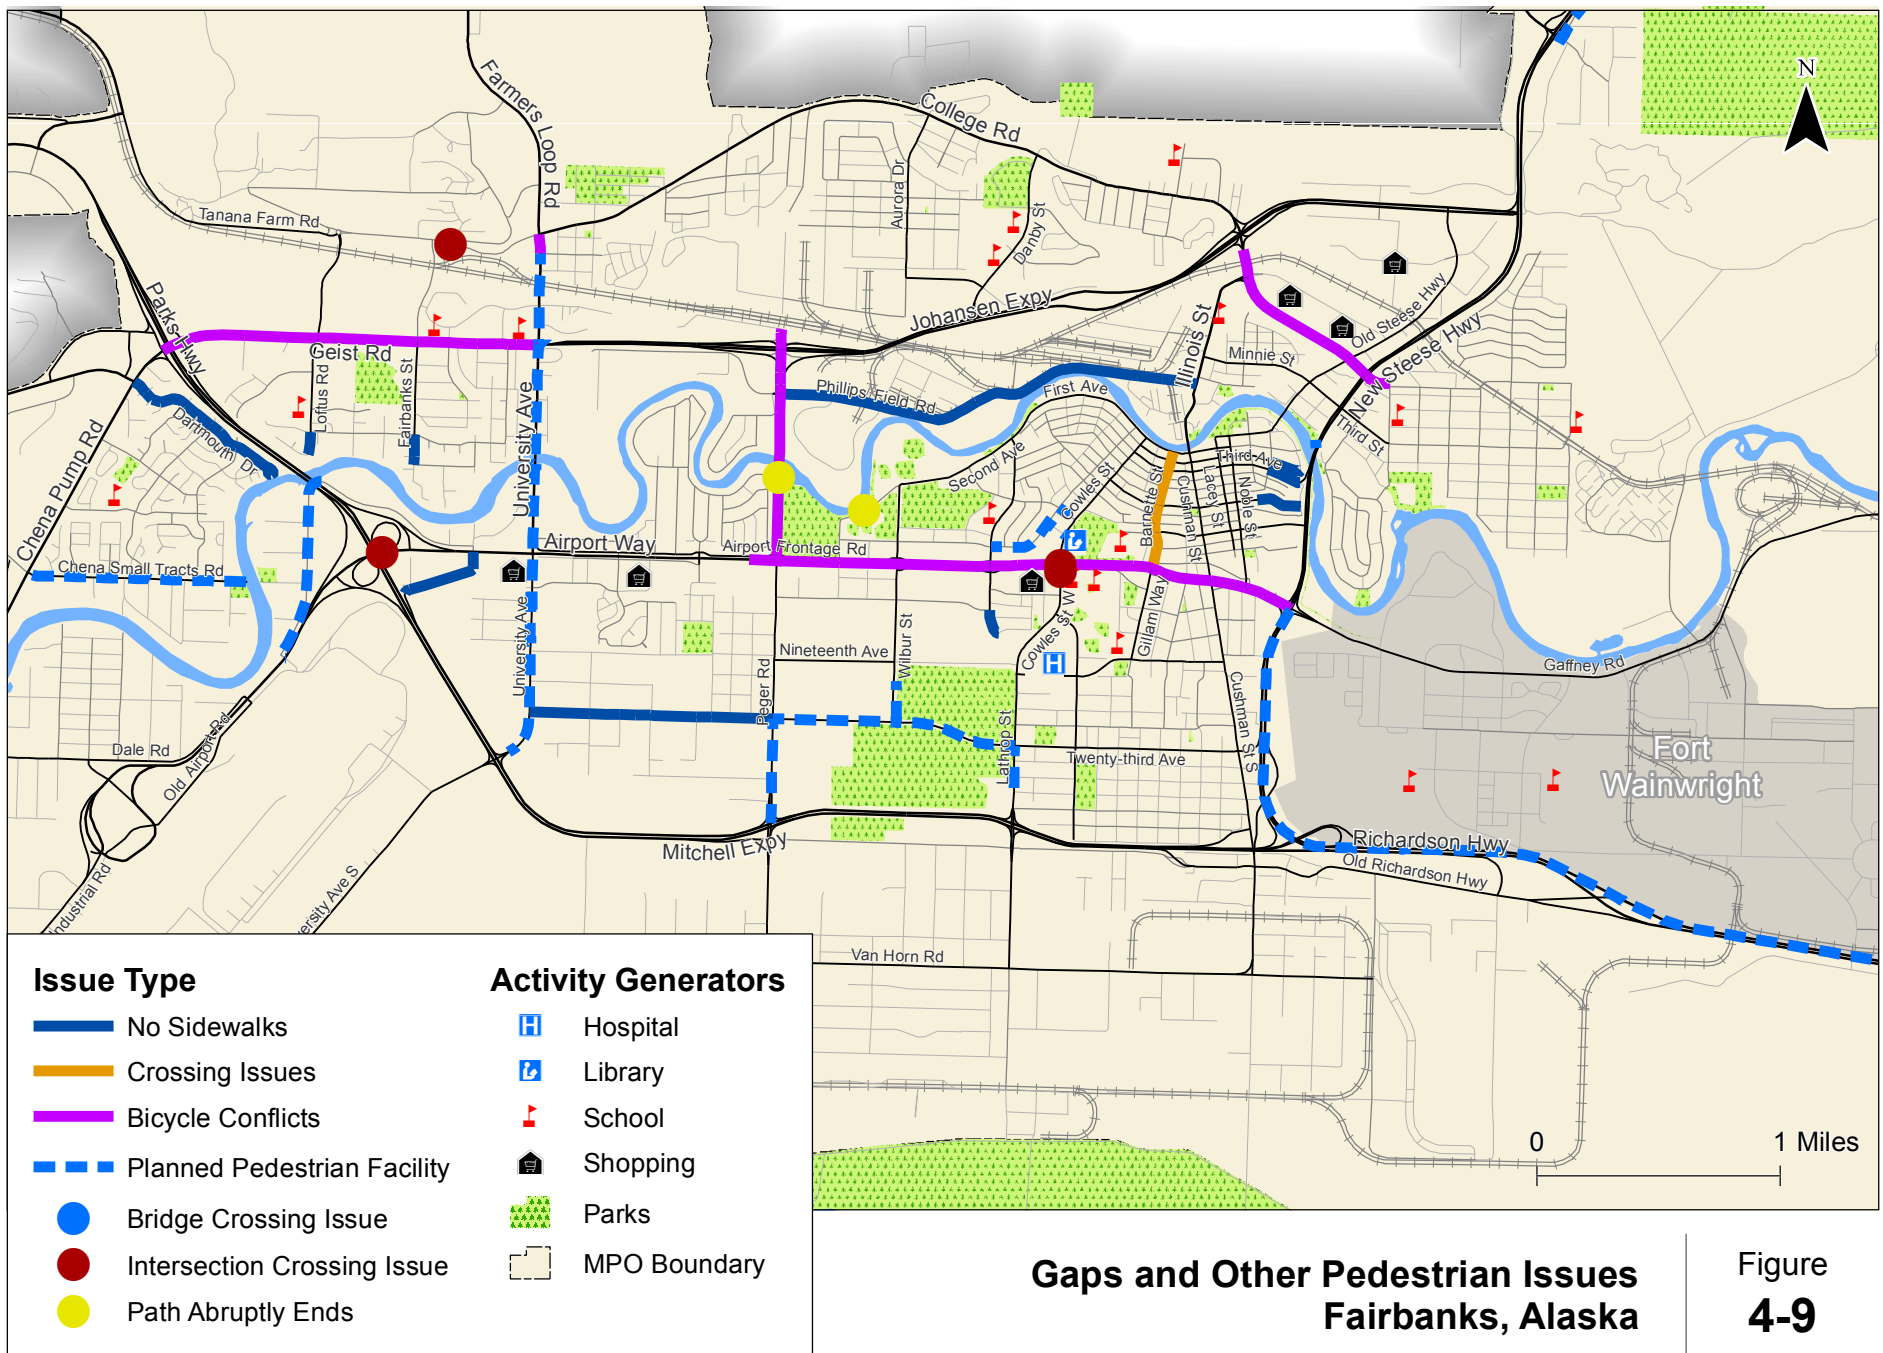 N
Farmers Loop Rd
College Rd
Aurora Dr
Danby St
Tanana Farm Rd
Parks Hwy
Johansen Expy
Illinois St
Old Steese Hwy
New Steese Hwy
Minnie St
Geist Rd
Loftus Rd
Fairbanks St
University Ave
Phillips Field Rd
First Ave
Third St
Dartmouth Dr
Chena Pump Rd
Second Ave
Third Ave
Cowles St
Barnette St
Cushman St
Lacey St
Noble St
Airport Way
Airport Frontage Rd
Chena Small Tracts Rd
University Ave
Wilbur St
Cowles St W
Gillam Way
Nineteenth Ave
Peger Rd
Gaffney Rd
Cushman St S
Lathrop St
Twenty-third Ave
Fort
Wainwright
Dale Rd
Old Airport Rd
Mitchell Expy
Richardson Hwy
Old Richardson Hwy
Industrial Rd
versity Ave S
Van Horn Rd
0
1 Miles
Issue Type
No Sidewalks
Crossing Issues
Bicycle Conflicts
Planned Pedestrian Facility
Bridge Crossing Issue
Intersection Crossing Issue
Path Abruptly Ends
Activity Generators
H Hospital
Library
School
Shopping
Parks
MPO Boundary
H
Gaps and Other Pedestrian Issues
Fairbanks, Alaska
Figure
4-9